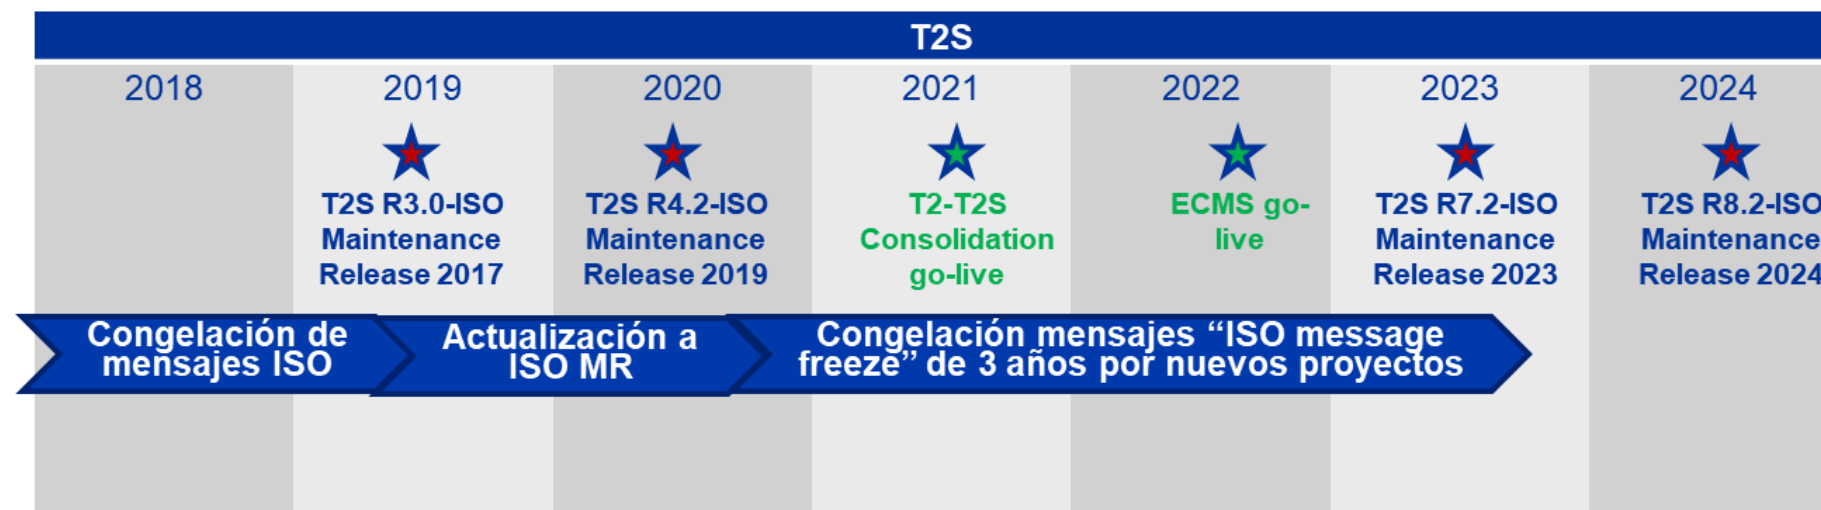 T2S
2018
2019
2020
2021
2022
2023
2024
T2S R3.0-ISO
Maintenance
Release 2017
T2S R4.2-ISO
Maintenance
Release 2019
T2-T2S
Consolidation
go-live
ECMS go-
live
T2S R7.2-ISO
Maintenance
Release 2023
T2S R8.2-ISO
Maintenance
Release 2024
Congelación de
mensajes ISO
Actualización a
ISO MR
Congelación mensajes “ISO message
freeze” de 3 años por nuevos proyectos